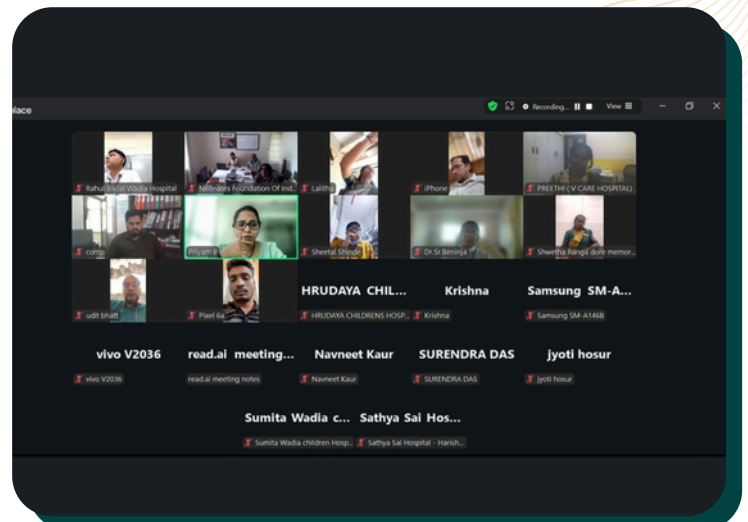 place
Recording...
View
Rahul Bivial Wadia Hospital
Neonates Foundation Of Ind...
Lalitha
iPhone
PREETHI ( V CARE HOSPITAL)
comp
Priyam B
Sheetal Shinde
Dr.Sr.Beninja
Shwetha Ranga dore memor...
udit bhatt
Pixel 6a
HRUDAYA CHIL...
Krishna
Samsung SM-A...
HRUDAYA CHILDRENS HOSP...
Krishna
Samsung SM-A146B
vivo V2036
read.ai meeting...
Navneet Kaur
SURENDRA DAS
jyoti hosur
vivo V2036
read.ai meeting notes
Navneet Kaur
SURENDRA DAS
jyoti hosur
Sumita Wadia c...
Sathya Sai Hos...
Sumita Wadia children Hosp...
Sathya Sai Hospital - Harish...